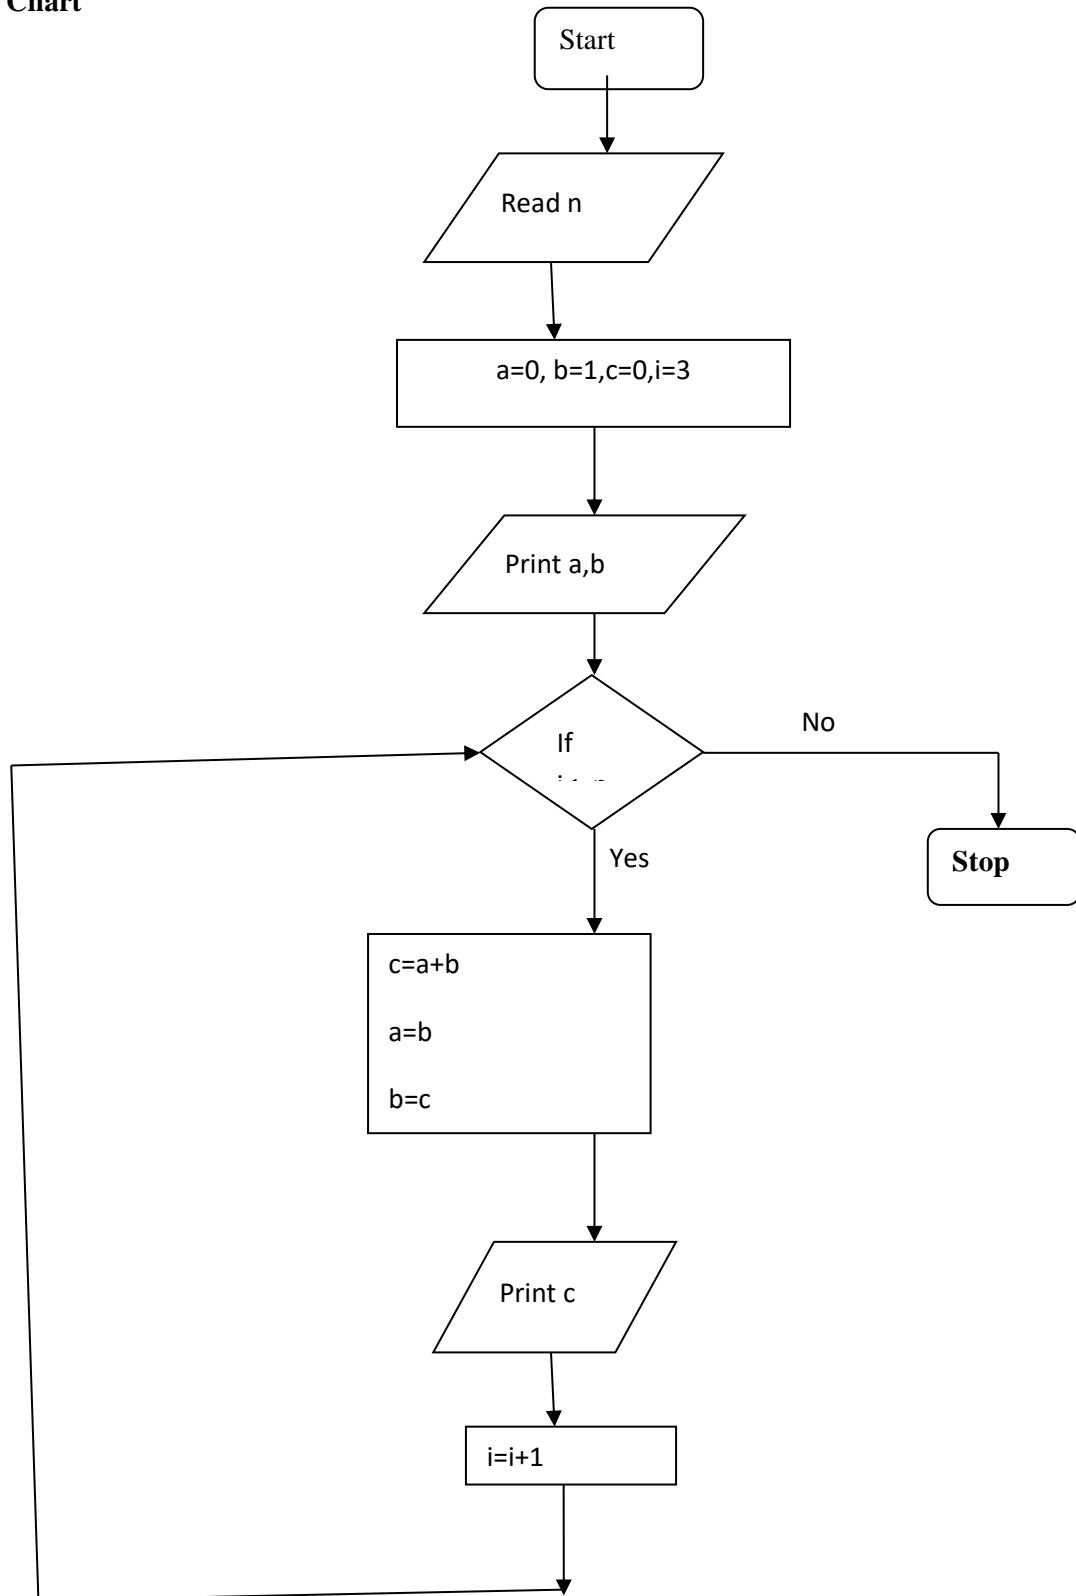 Chart
Start
Read n
a=0, b=1,c=0,i=3
Print a,b
If
No
Yes
Stop
c=a+b
a=b
b=c
Print c
i=i+1